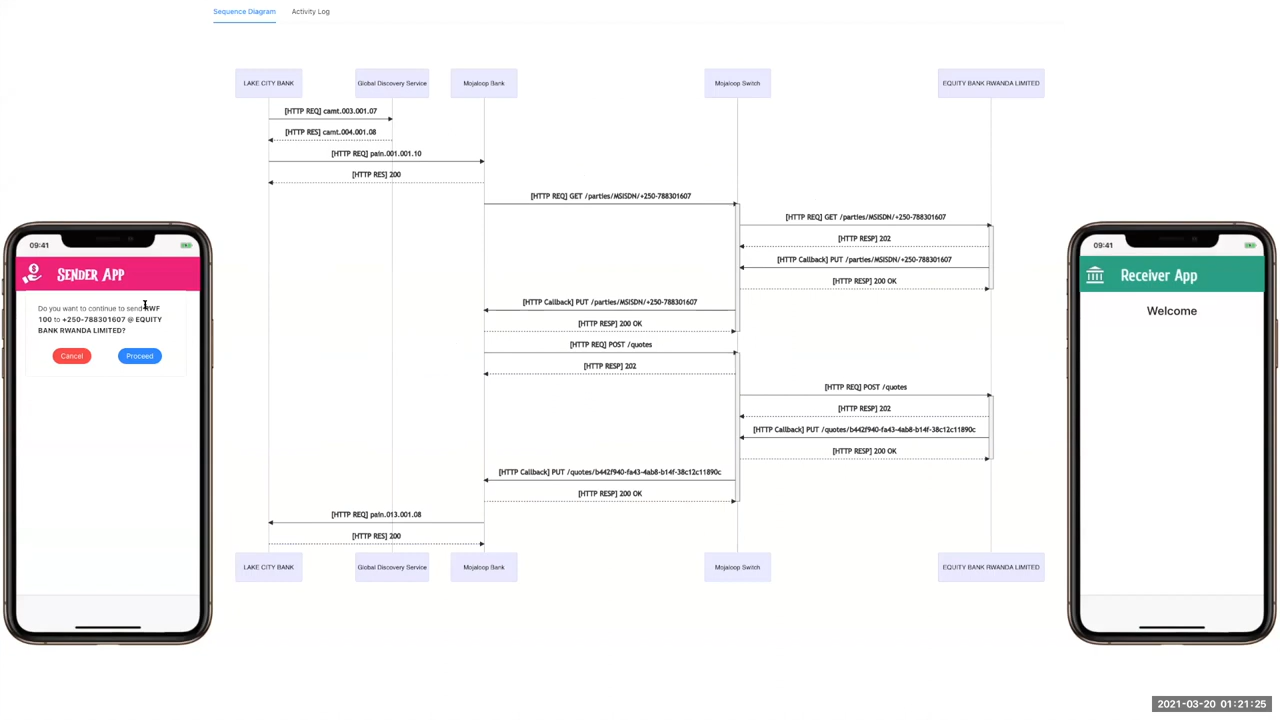 Sequence Diagram
Activity Log
LAKE CITY BANK
Global Discovery Service
Mojaloop Bank
Mojaloop Switch
EQUITY BANK RWANDA LIMITED
[HTTP REQ] camt.003.001.07
[HTTP RES] camt.004.001.08
[HTTP REQ] pain.001.001.10
[HTTP RES] 200
[HTTP REQ] GET /parties/MSISDN/+250-788301607
[HTTP REQ] GET /parties/MSISDN/+250-788301607
[HTTP RESP] 202
[HTTP Callback] PUT /parties/MSISDN/+250-788301607
[HTTP RESP] 200 OK
[HTTP Callback] PUT /parties/MSISDN/+250-788301607
[HTTP RESP] 200 OK
[HTTP REQ] POST /quotes
[HTTP RESP] 202
[HTTP REQ] POST /quotes
[HTTP RESP] 202
[HTTP Callback] PUT /quotes/b442f940-fa43-4ab8-b14f-38c12c11890c
[HTTP RESP] 200 OK
[HTTP Callback] PUT /quotes/b442f940-fa43-4ab8-b14f-38c12c11890c
[HTTP RESP] 200 OK
[HTTP REQ] pain.013.001.08
[HTTP RES] 200
LAKE CITY BANK
Global Discovery Service
Mojaloop Bank
Mojaloop Switch
EQUITY BANK RWANDA LIMITED
09:41
SENDER APP
Do you want to continue to send RWF
100 to +250-788301607 @ EQUITY
BANK RWANDA LIMITED?
Cancel
Proceed
09:41
Receiver App
Welcome
2021-03-20 01:21:25